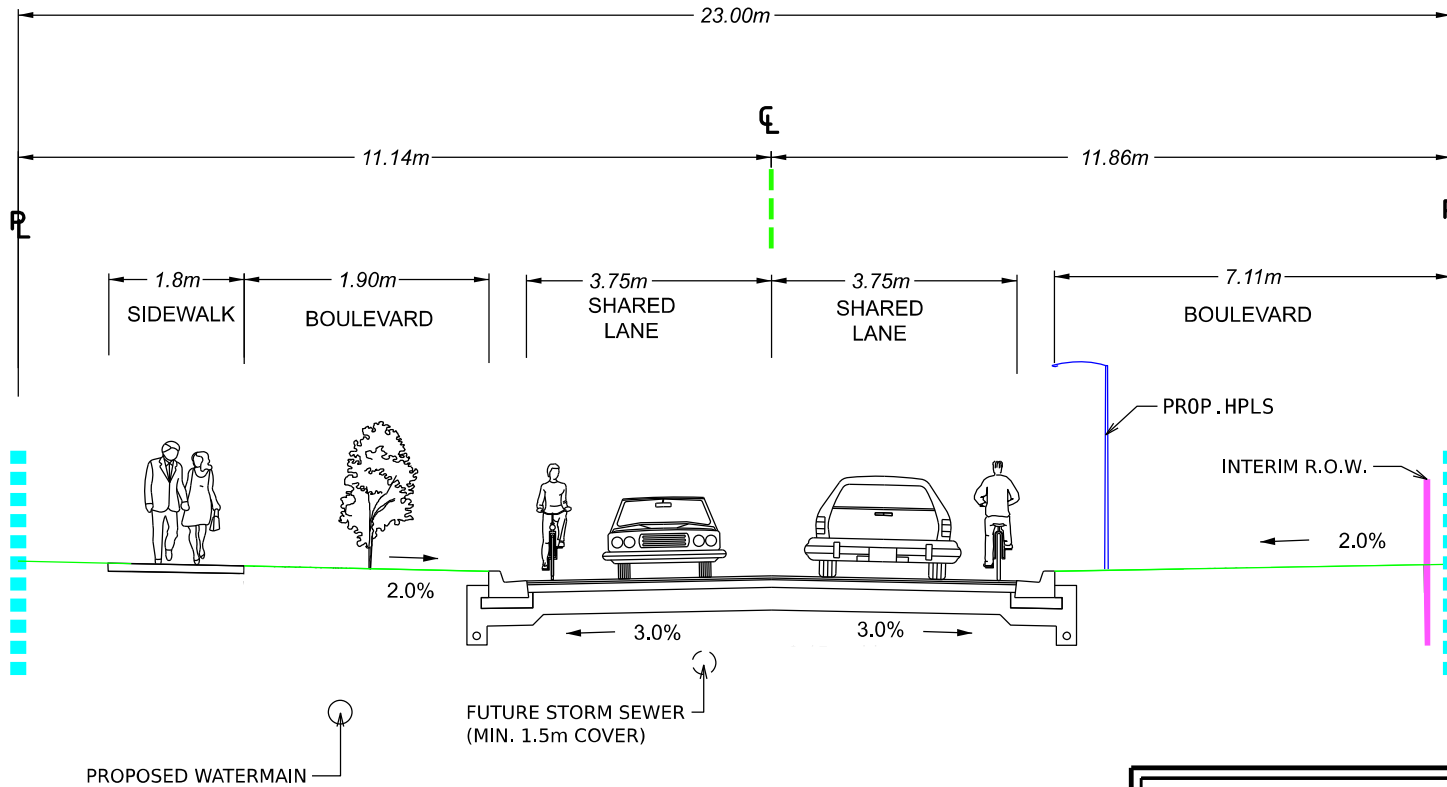 23.00m
℄
11.14m
11.86m
PL
1.8m
1.90m
3.75m
3.75m
7.11m
SIDEWALK
BOULEVARD
SHARED
LANE
SHARED
LANE
BOULEVARD
PROP.HPLS
INTERIM R.O.W.
2.0%
2.0%
3.0%
3.0%
FUTURE STORM SEWER
(MIN. 1.5m COVER)
PROPOSED WATERMAIN